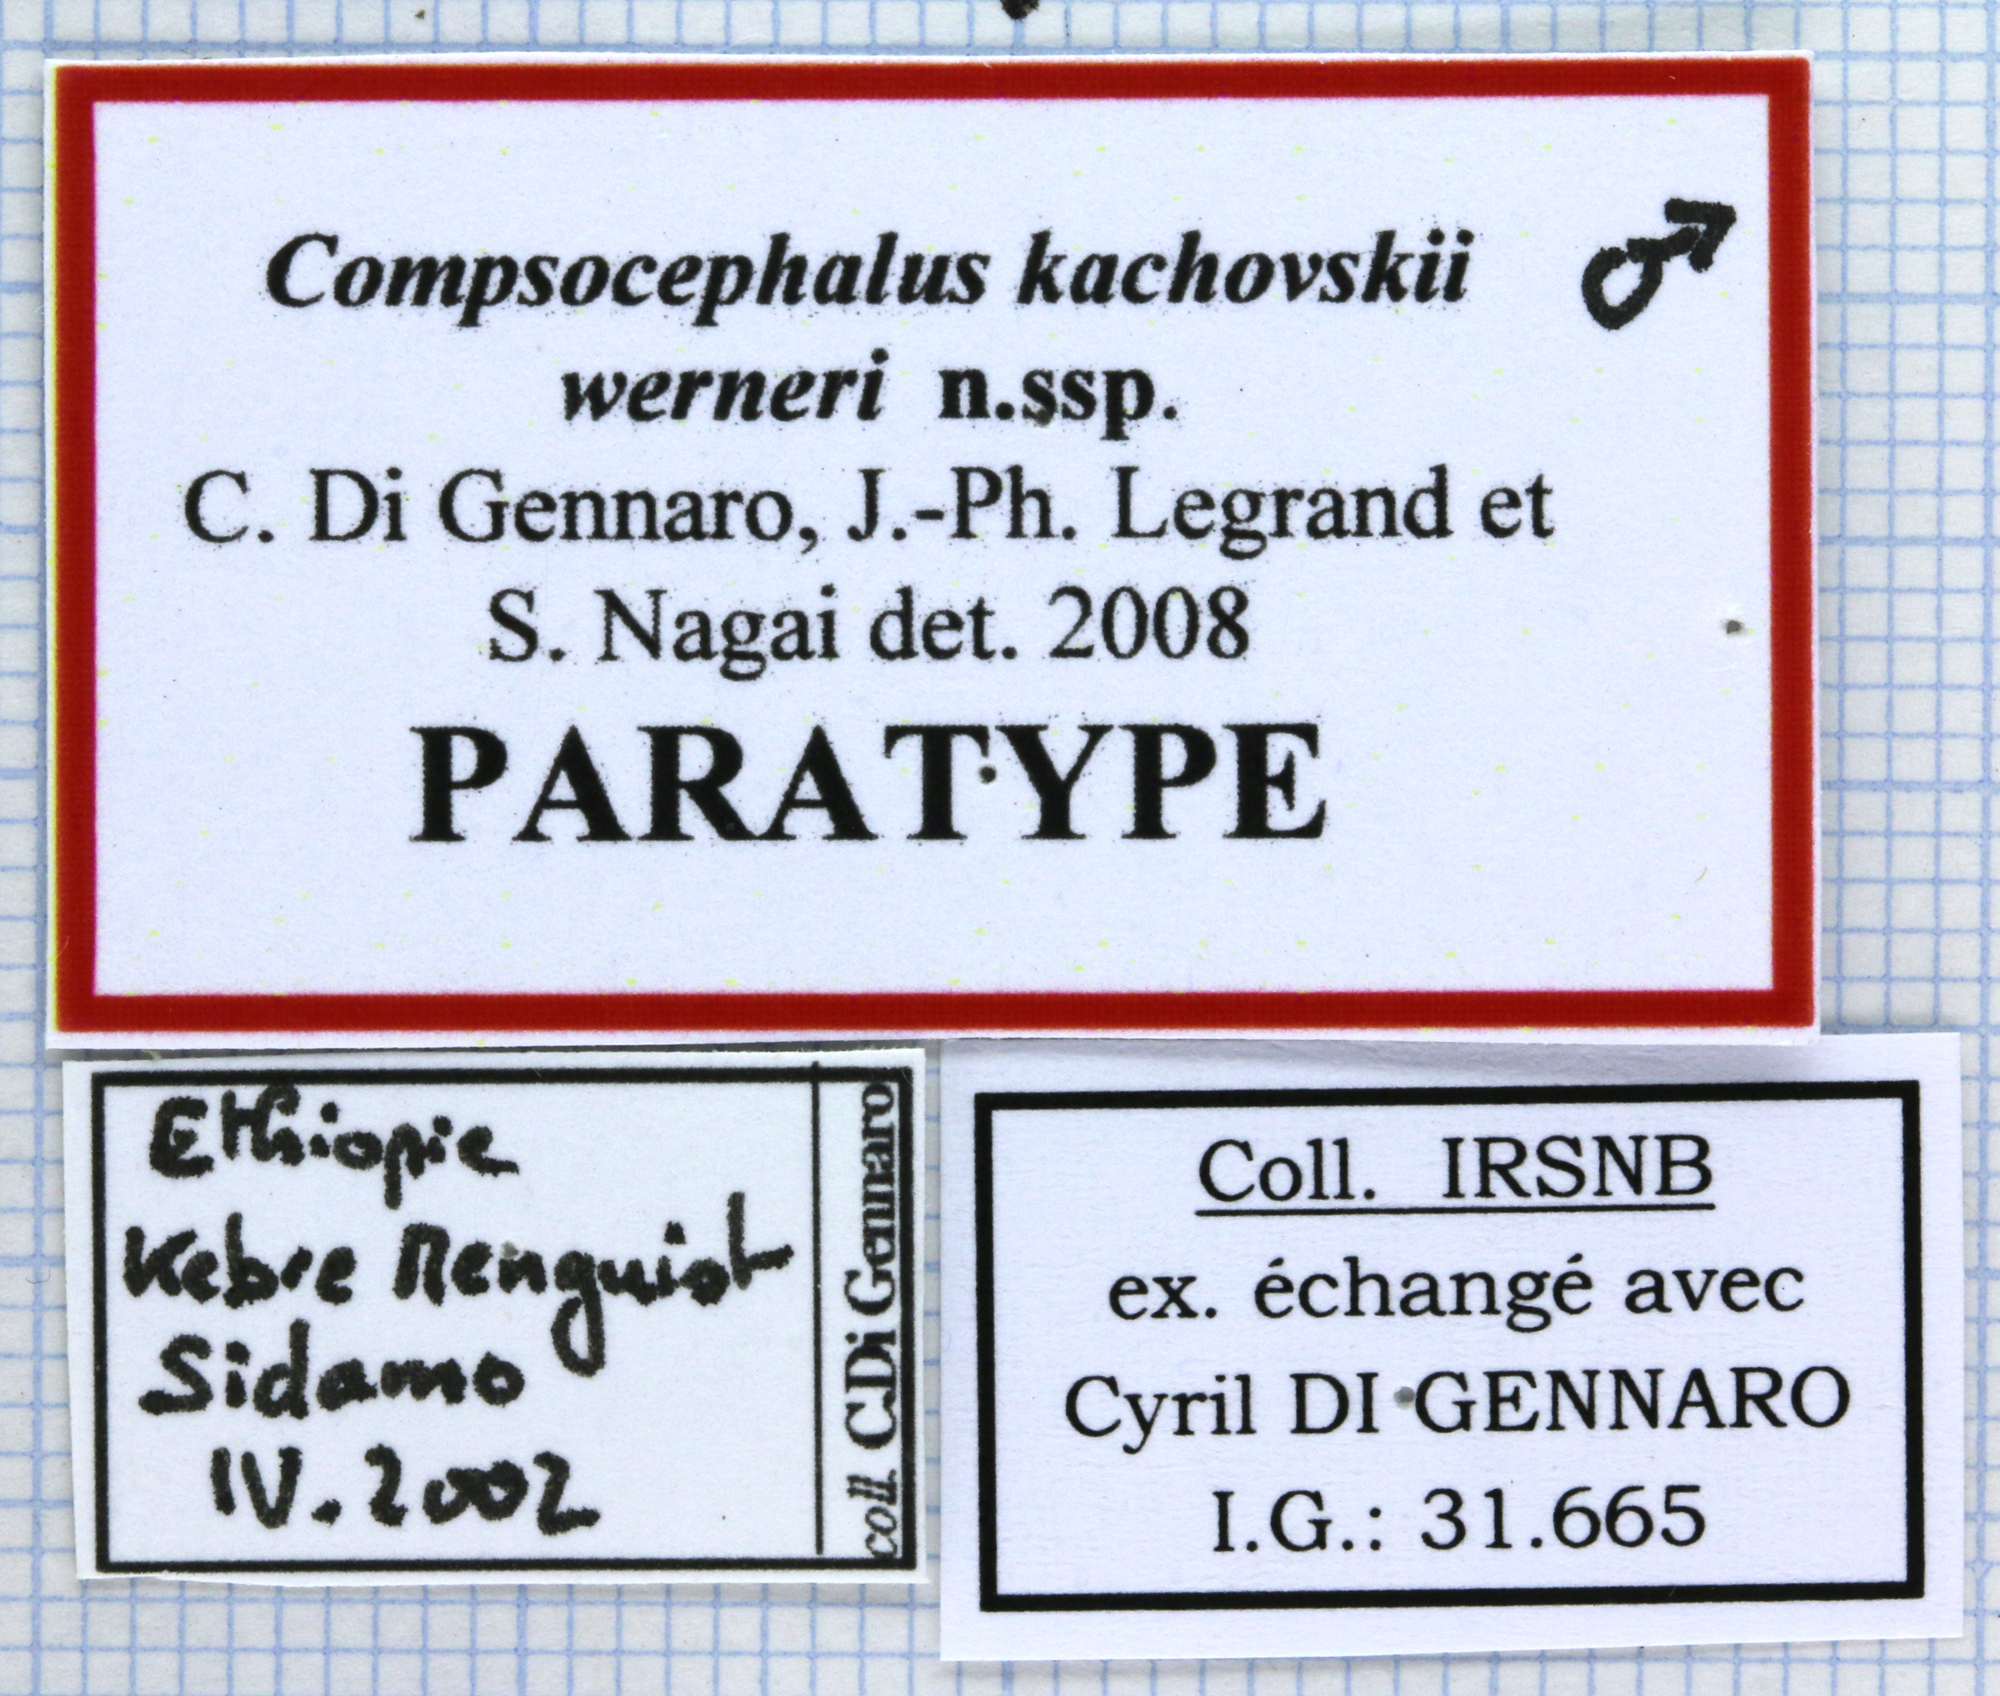 Compsocephalus kachovskii ♂
werneri n.ssp.
C. Di Gennaro, J.-Ph. Legrand et
S. Nagai det. 2008
PARATYPE
Ethiopie
Kebre Menguist
Sidamo
IV.2002
coll. C.Di Gennaro
Coll. IRSNB
ex. échangé avec
Cyril DI GENNARO
I.G.: 31.665